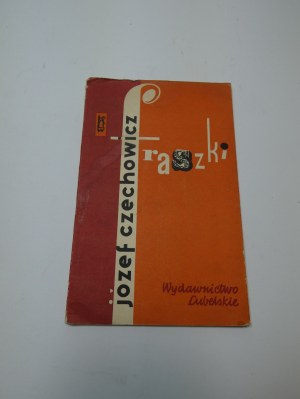 józef czechowicz
fraszki
Wydawnictwo
Lubelskie